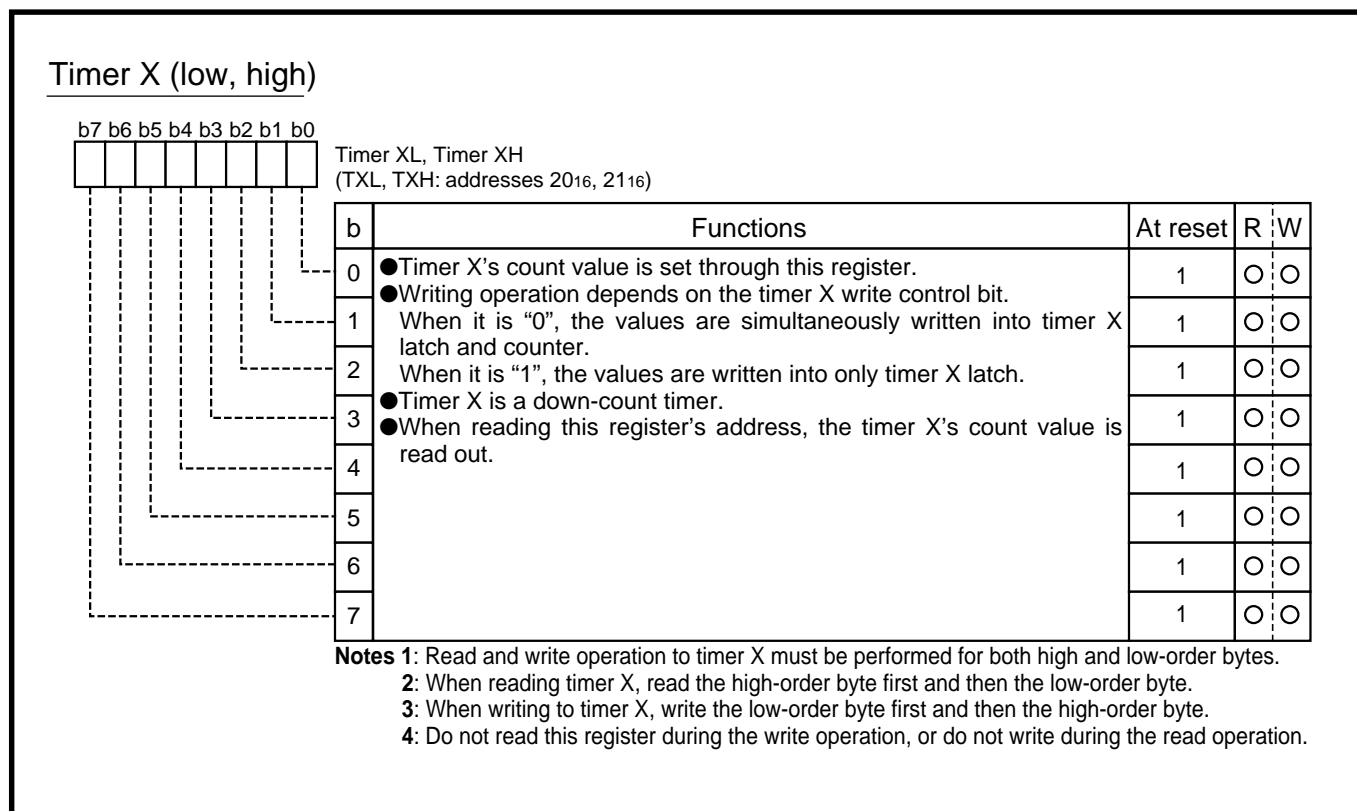 Timer X (low, high)
b7 b6 b5 b4 b3 b2 b1 b0
Timer XL, Timer XH
(TXL, TXH: addresses 2016, 2116)
b Functions At reset R W
0 ●Timer X’s count value is set through this register. 1 ○ ○
●Writing operation depends on the timer X write control bit.
1 When it is “0”, the values are simultaneously written into timer X 1 ○ ○
latch and counter.
2 When it is “1”, the values are written into only timer X latch. 1 ○ ○
●Timer X is a down-count timer.
3 ●When reading this register’s address, the timer X’s count value is 1 ○ ○
read out.
4 1 ○ ○
5 1 ○ ○
6 1 ○ ○
7 1 ○ ○
Notes 1: Read and write operation to timer X must be performed for both high and low-order bytes.
2: When reading timer X, read the high-order byte first and then the low-order byte.
3: When writing to timer X, write the low-order byte first and then the high-order byte.
4: Do not read this register during the write operation, or do not write during the read operation.